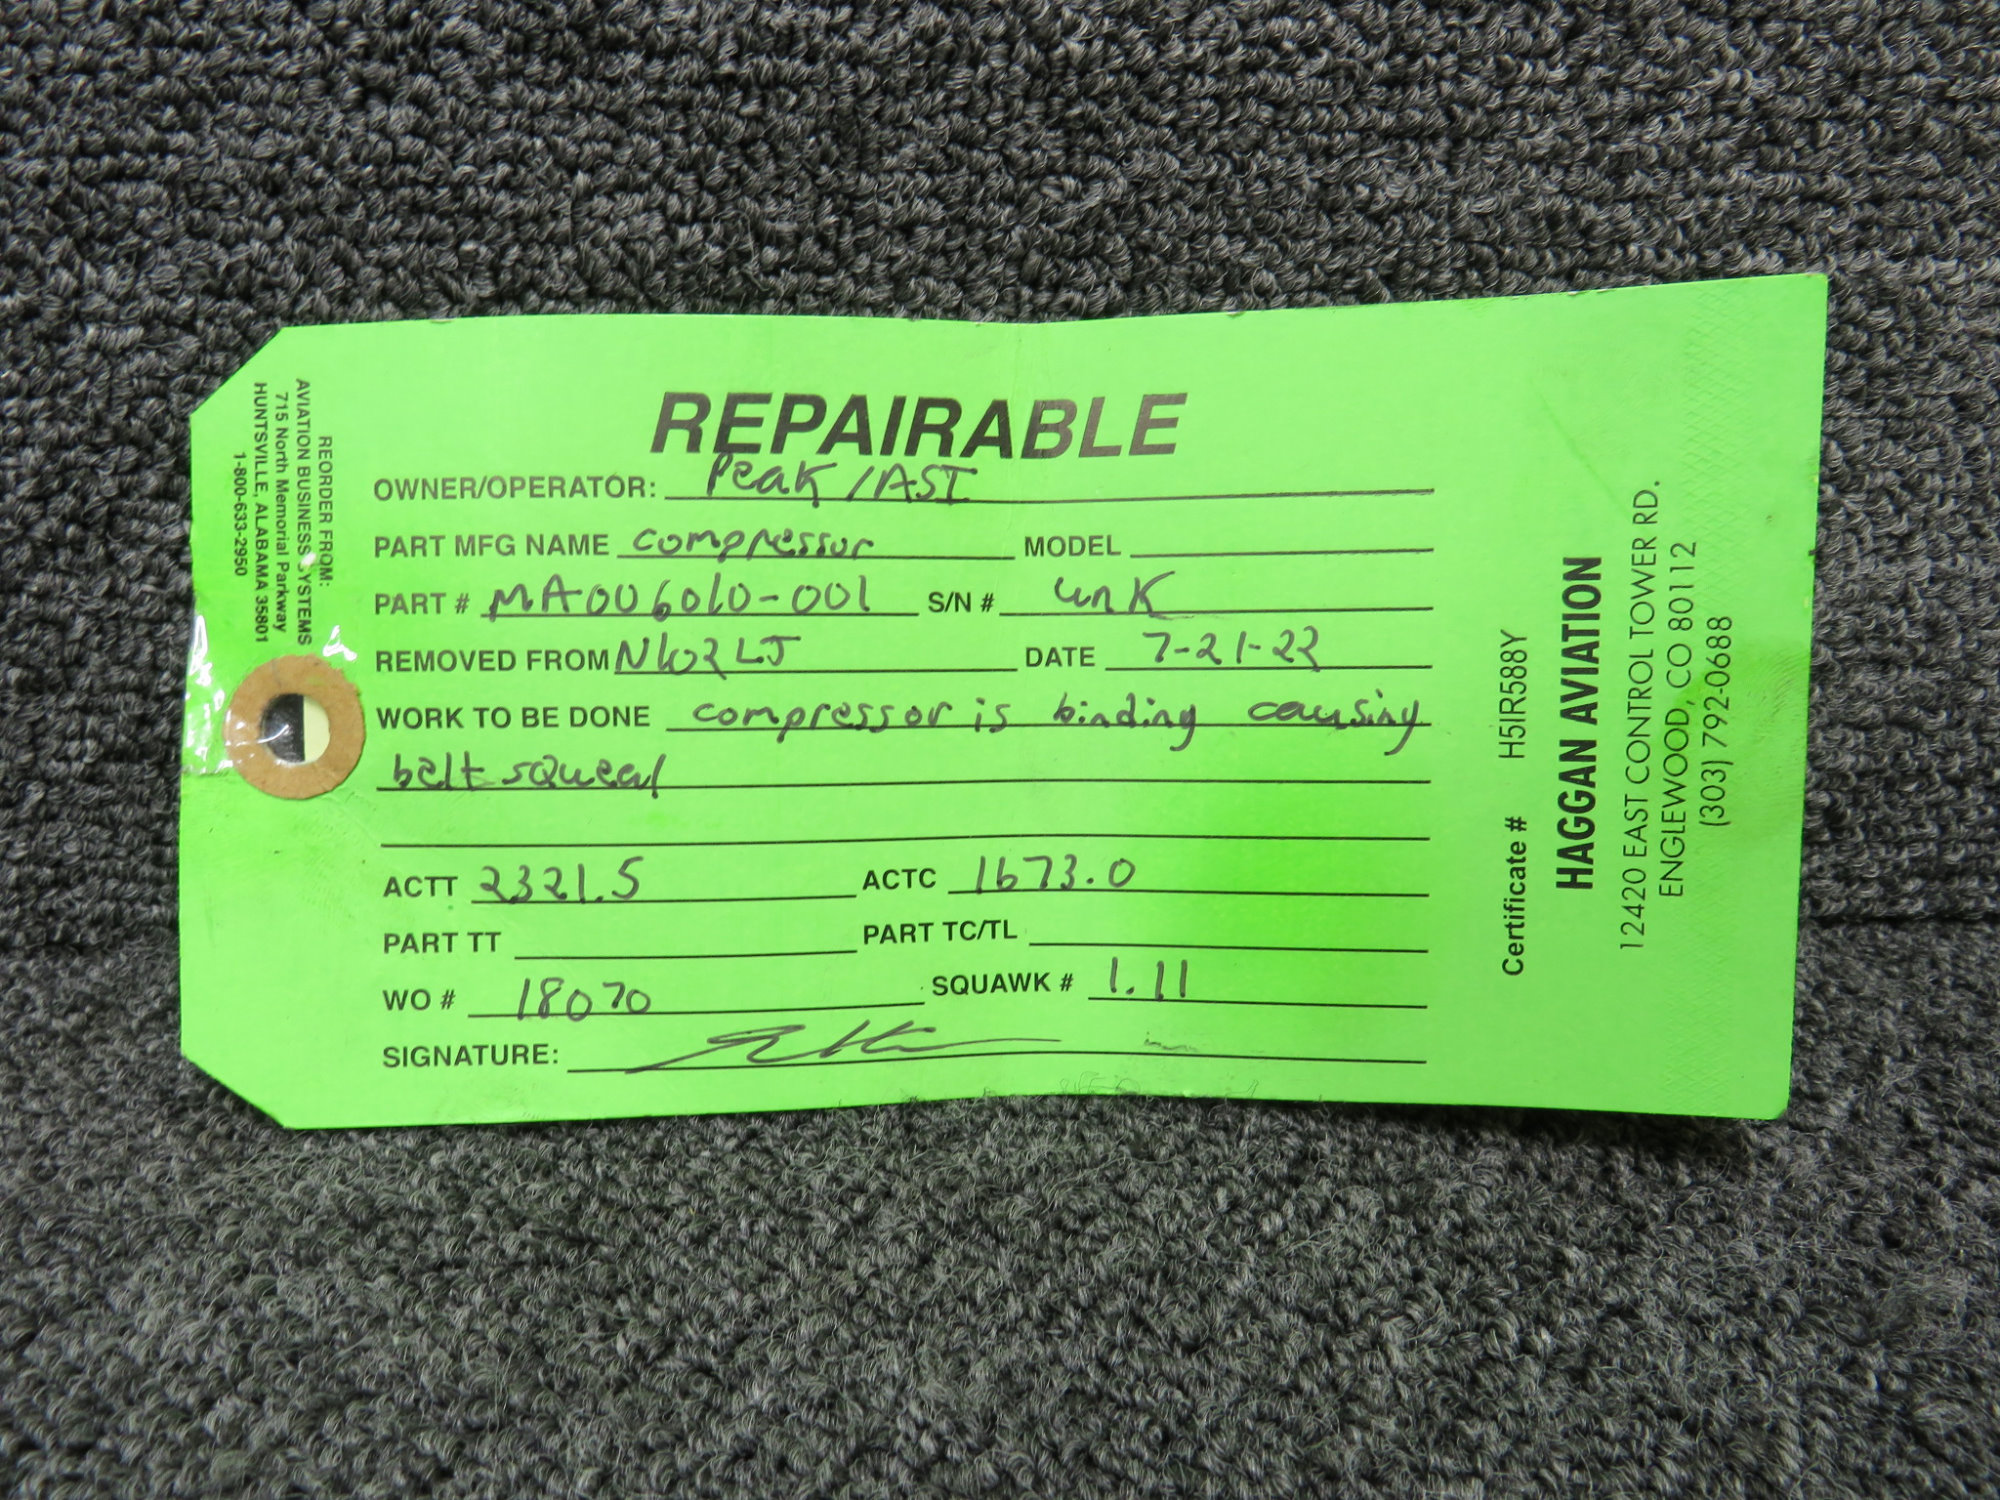 REPAIRABLE
OWNER/OPERATOR: Peak / AST
PART MFG NAME compressor MODEL
PART # MA006010-001 S/N # unK
REMOVED FROM N602LJ DATE 7-21-22
WORK TO BE DONE compressor is binding causing
belt squeal
ACTT 2321.5 ACTC 1673.0
PART TT PART TC/TL
WO # 18070 SQUAWK # 1.11
SIGNATURE:
REORDER FROM:
AVIATION BUSINESS SYSTEMS
715 North Memorial Parkway
HUNTSVILLE, ALABAMA 35801
1-800-633-2950
Certificate # H5IR588Y
HAGGAN AVIATION
12420 EAST CONTROL TOWER RD.
ENGLEWOOD, CO 80112
(303) 792-0688